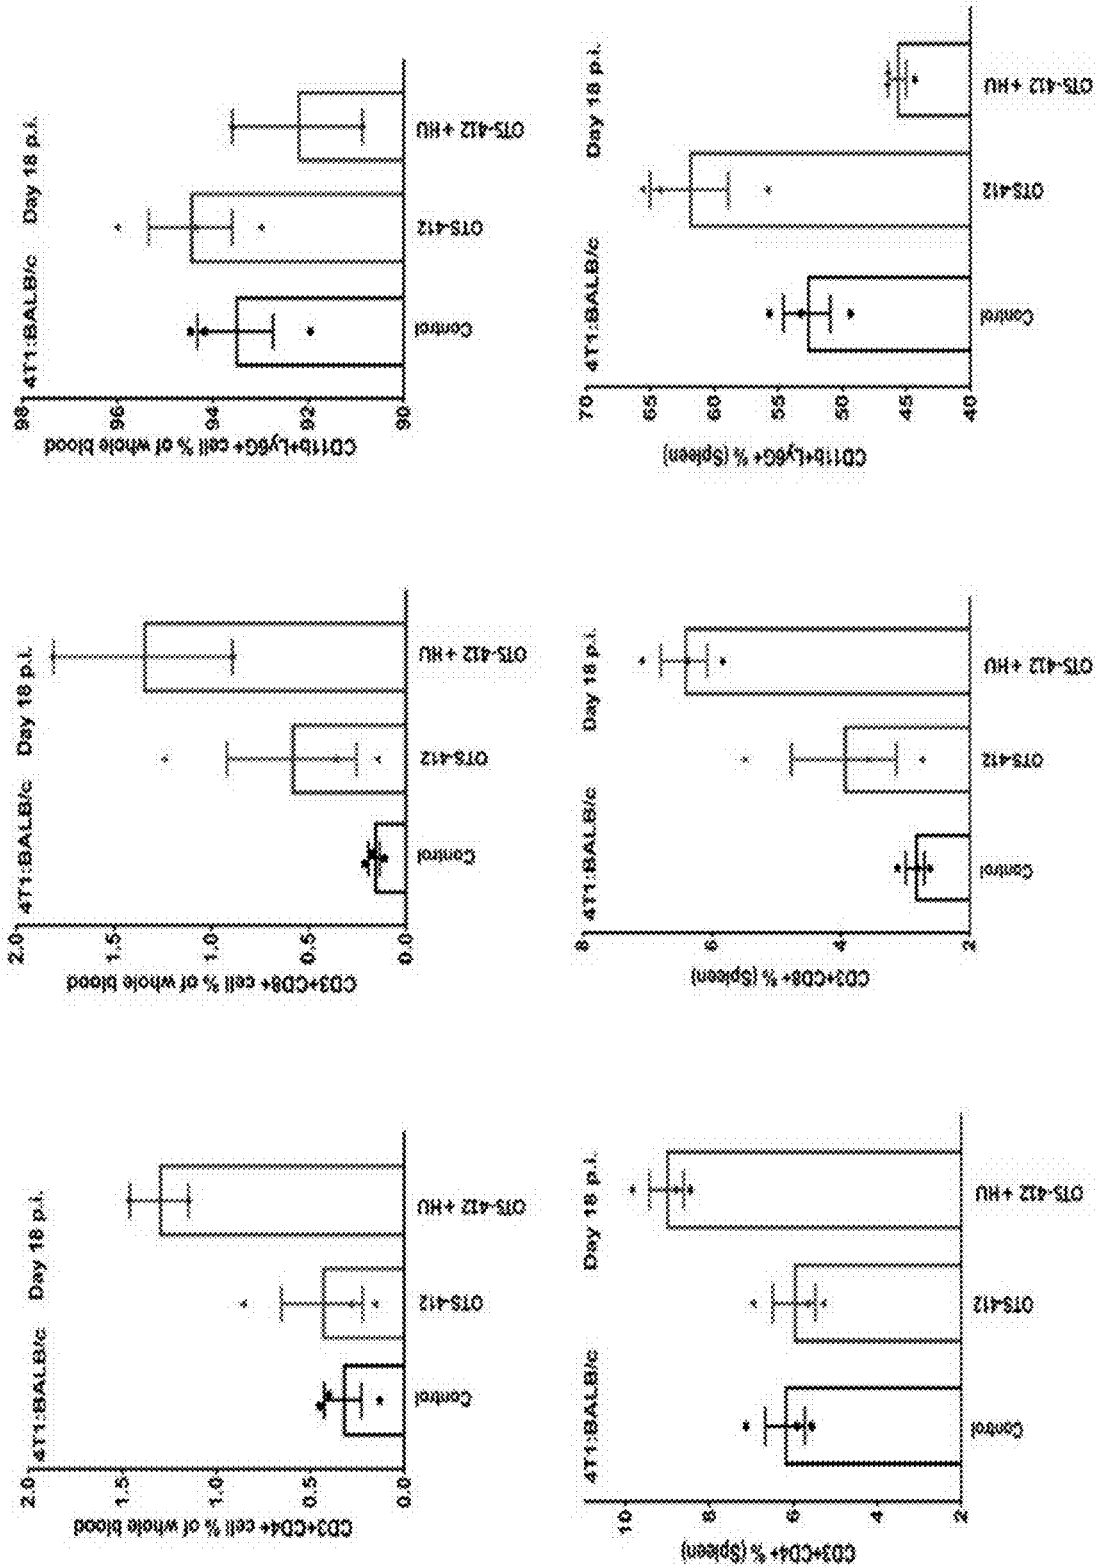 4T1:BALB/c Day 18 p.i.
CD3+CD4+ cell % of whole blood
2.0
1.5
1.0
0.5
0.0
Control
OTS-412
OTS-412 + HU
4T1:BALB/c Day 18 p.i.
CD3+CD8+ cell % of whole blood
2.0
1.5
1.0
0.5
0.0
Control
OTS-412
OTS-412 + HU
4T1:BALB/c Day 18 p.i.
CD11b+Ly6G+ cell % of whole blood
98
96
94
92
90
Control
OTS-412
OTS-412 + HU
4T1:BALB/c Day 18 p.i.
CD3+CD4+ % (Spleen)
10
8
6
4
2
Control
OTS-412
OTS-412 + HU
4T1:BALB/c Day 18 p.i.
CD3+CD8+ % (Spleen)
8
6
4
2
Control
OTS-412
OTS-412 + HU
4T1:BALB/c Day 18 p.i.
CD11b+Ly6G+ % (Spleen)
70
65
60
55
50
45
40
Control
OTS-412
OTS-412 + HU